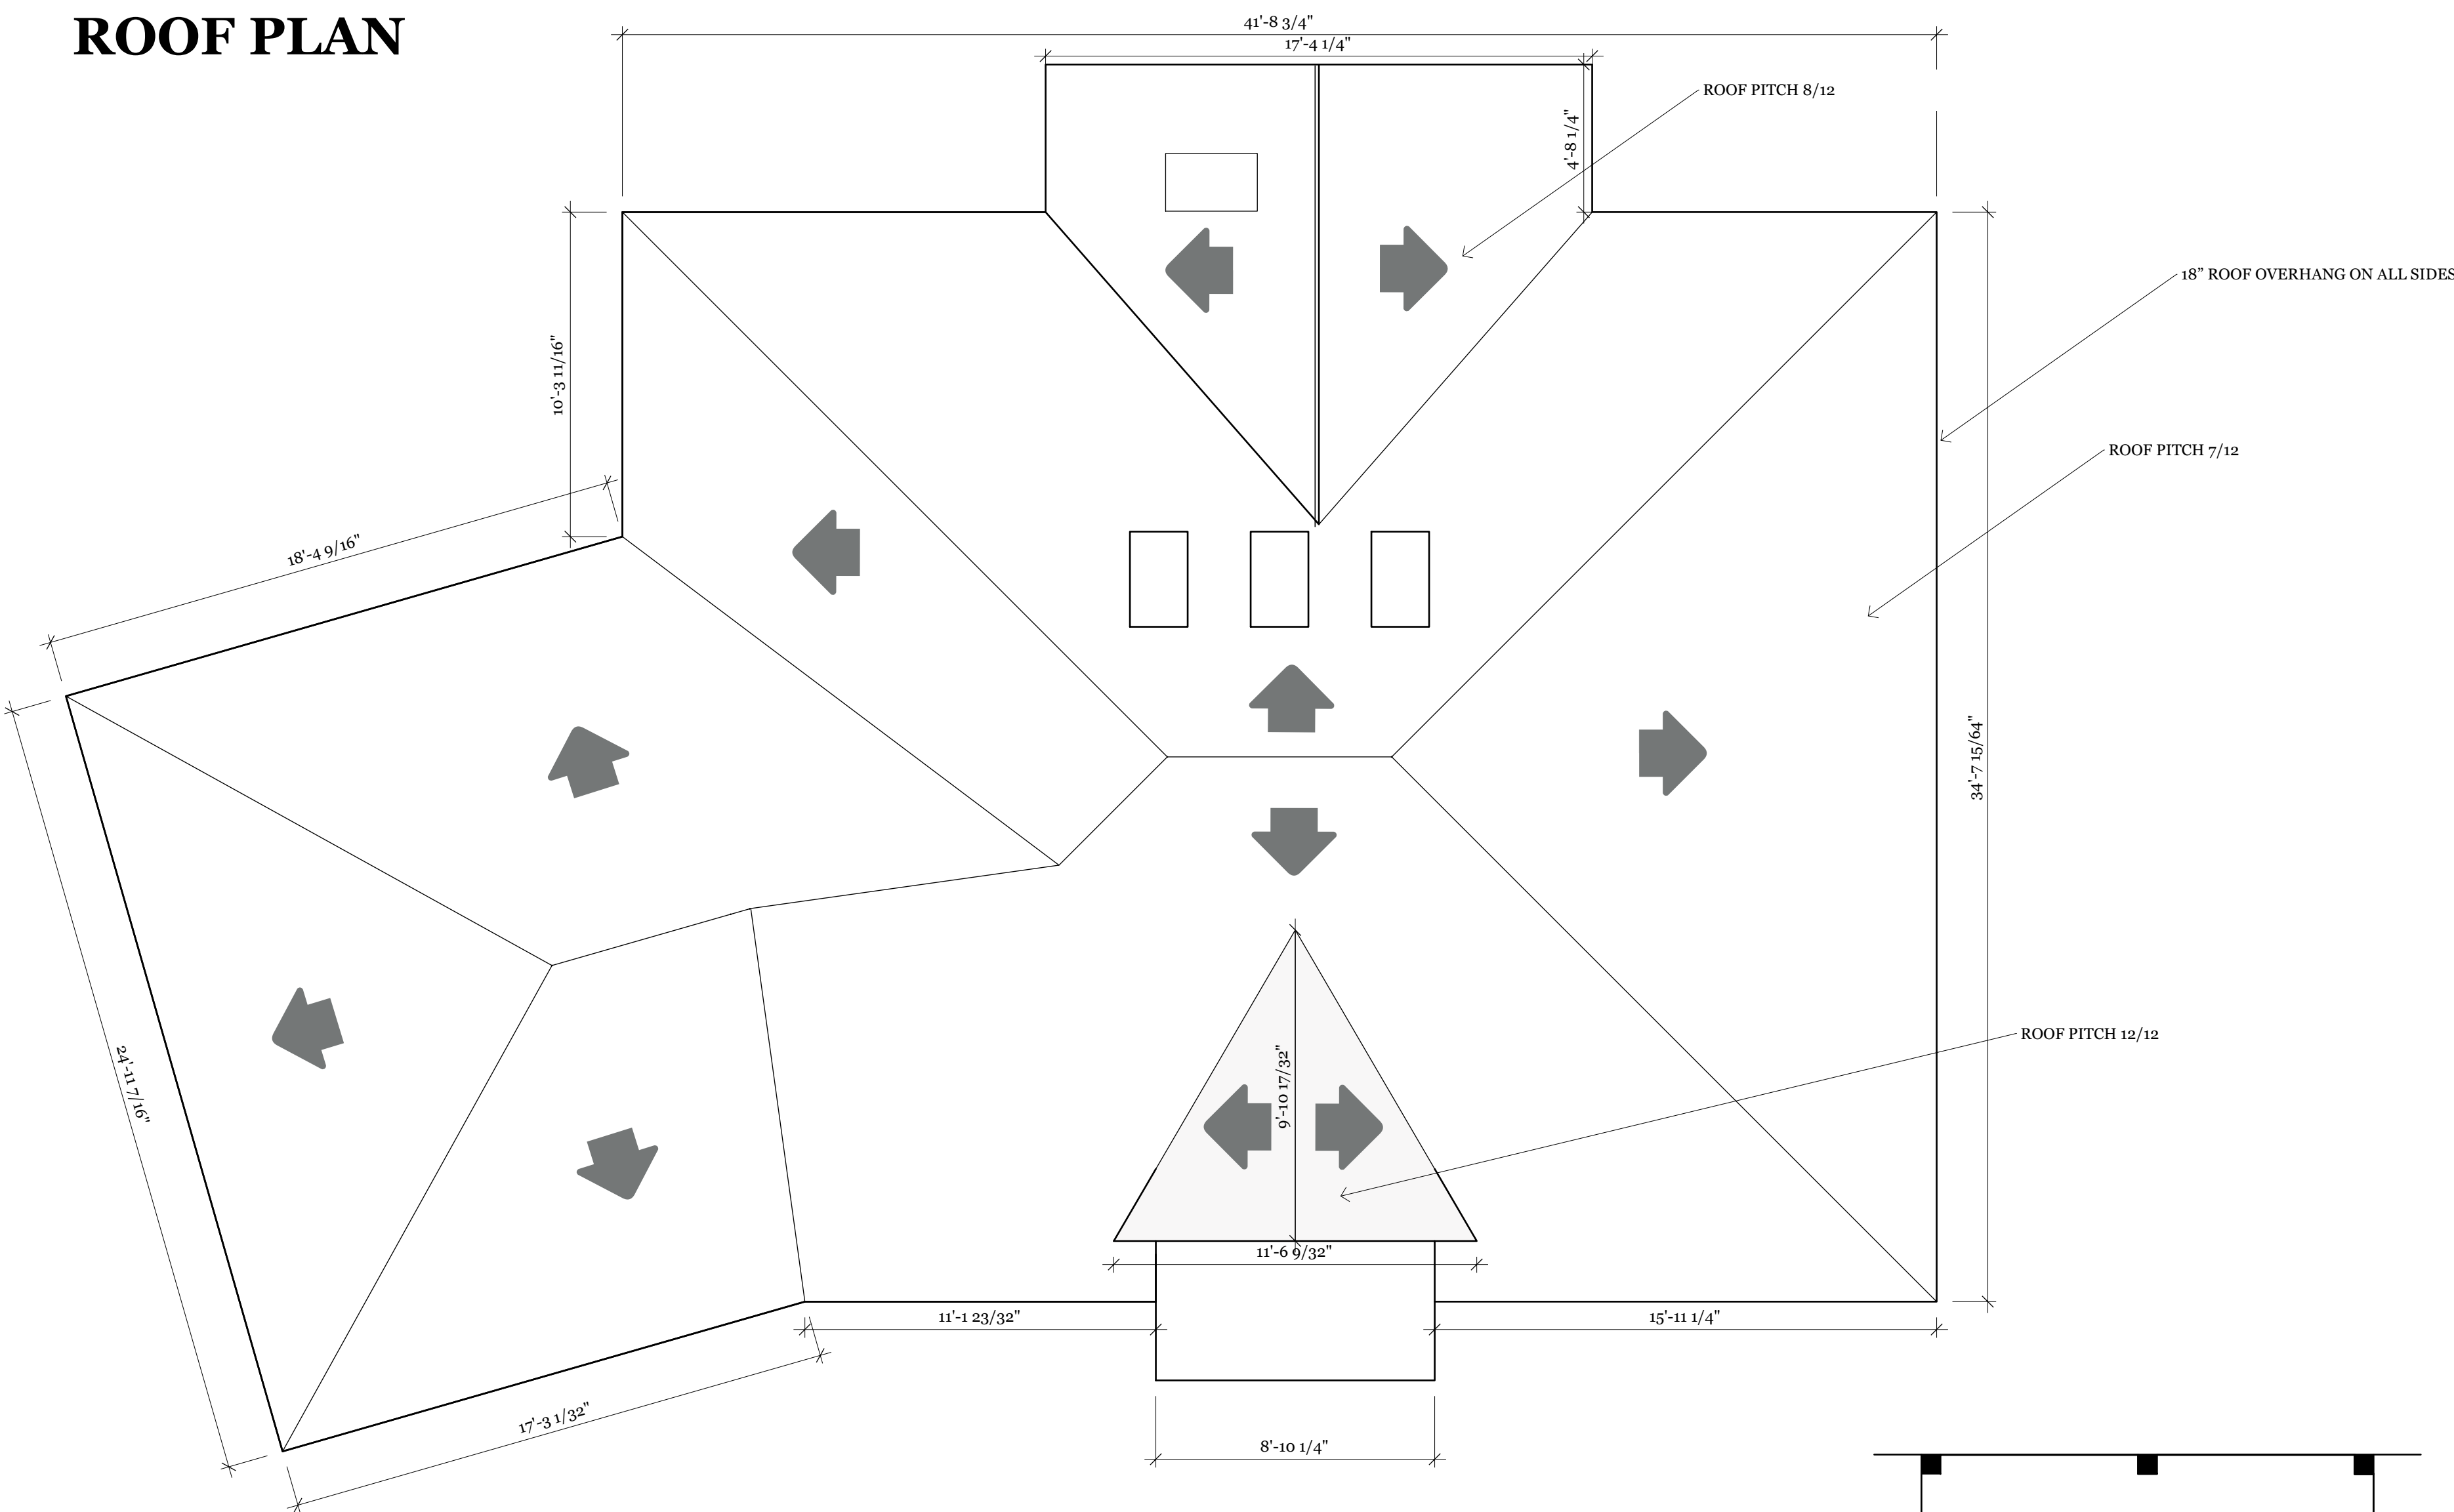 ROOF PLAN
41'-8 3/4"
17'-4 1/4"
ROOF PITCH 8/12
4'-8 1/4"
18” ROOF OVERHANG ON ALL SIDES
10'-3 11/16"
ROOF PITCH 7/12
18'-4 9/16"
34'-7 15/64"
24'-11 7/16"
ROOF PITCH 12/12
9'-10 17/32"
11'-6 9/32"
11'-1 23/32"
15'-11 1/4"
17'-3 1/32"
8'-10 1/4"